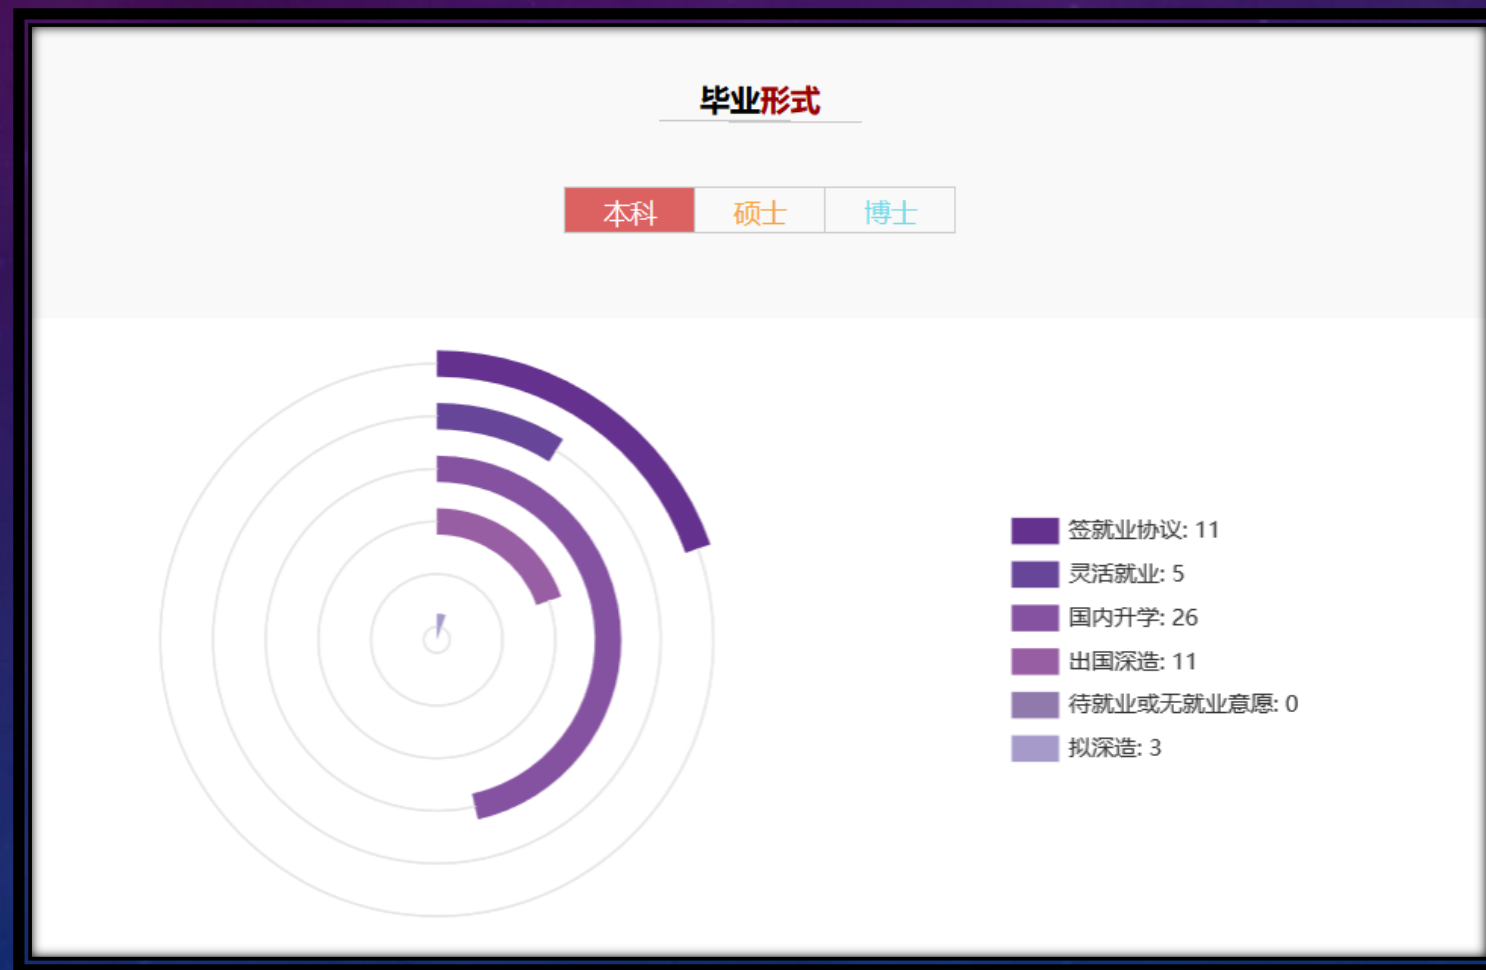 毕业形式
本科 硕士 博士
签就业协议: 11
灵活就业: 5
国内升学: 26
出国深造: 11
待就业或无就业意愿: 0
拟深造: 3